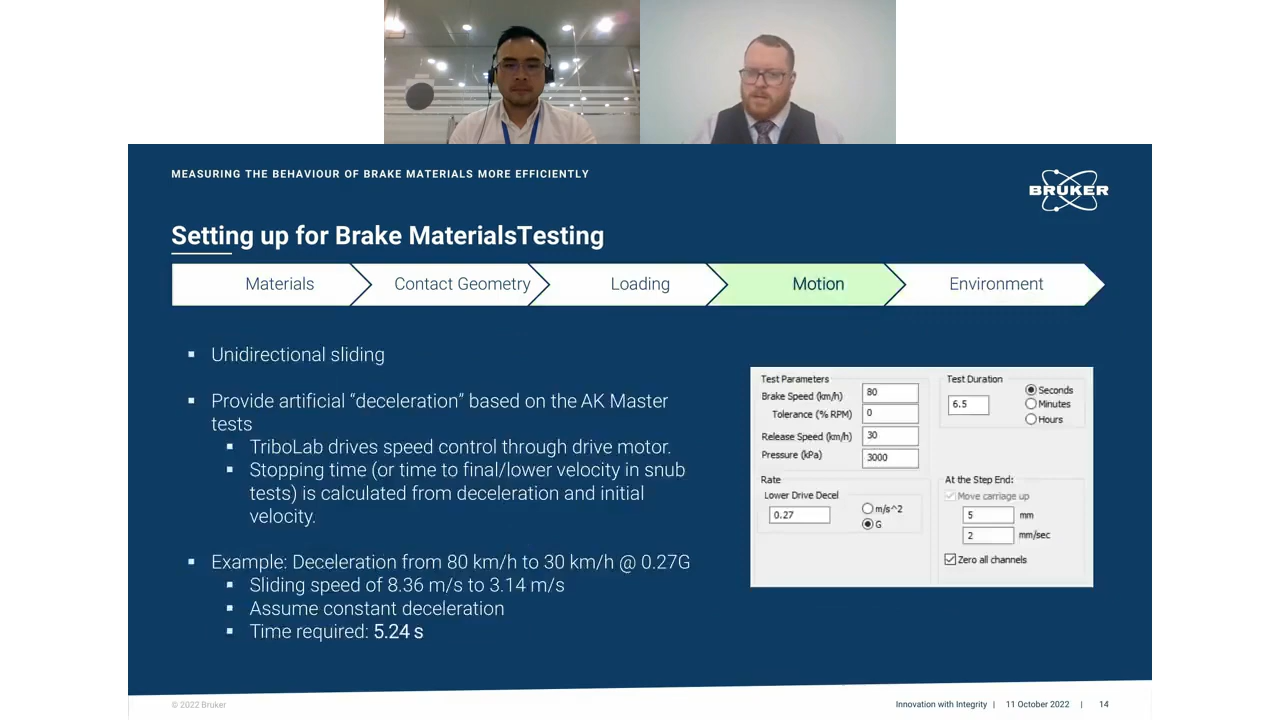 MEASURING THE BEHAVIOUR OF BRAKE MATERIALS MORE EFFICIENTLY
BRUKER
Setting up for Brake MaterialsTesting
Materials
Contact Geometry
Loading
Motion
Environment
▪ Unidirectional sliding
▪ Provide artificial “deceleration” based on the AK Master
tests
▪ TriboLab drives speed control through drive motor.
▪ Stopping time (or time to final/lower velocity in snub
tests) is calculated from deceleration and initial
velocity.
▪ Example: Deceleration from 80 km/h to 30 km/h @ 0.27G
▪ Sliding speed of 8.36 m/s to 3.14 m/s
▪ Assume constant deceleration
▪ Time required: 5.24 s
Test Parameters
Brake Speed (km/h) 80
Tolerance (% RPM) 0
Release Speed (km/h) 30
Pressure (kPa) 3000
Rate
Lower Drive Decel
0.27
m/s^2
G
Test Duration
6.5
Seconds
Minutes
Hours
At the Step End:
Move carriage up
5 mm
2 mm/sec
Zero all channels
© 2022 Bruker
Innovation with Integrity | 11 October 2022 | 14